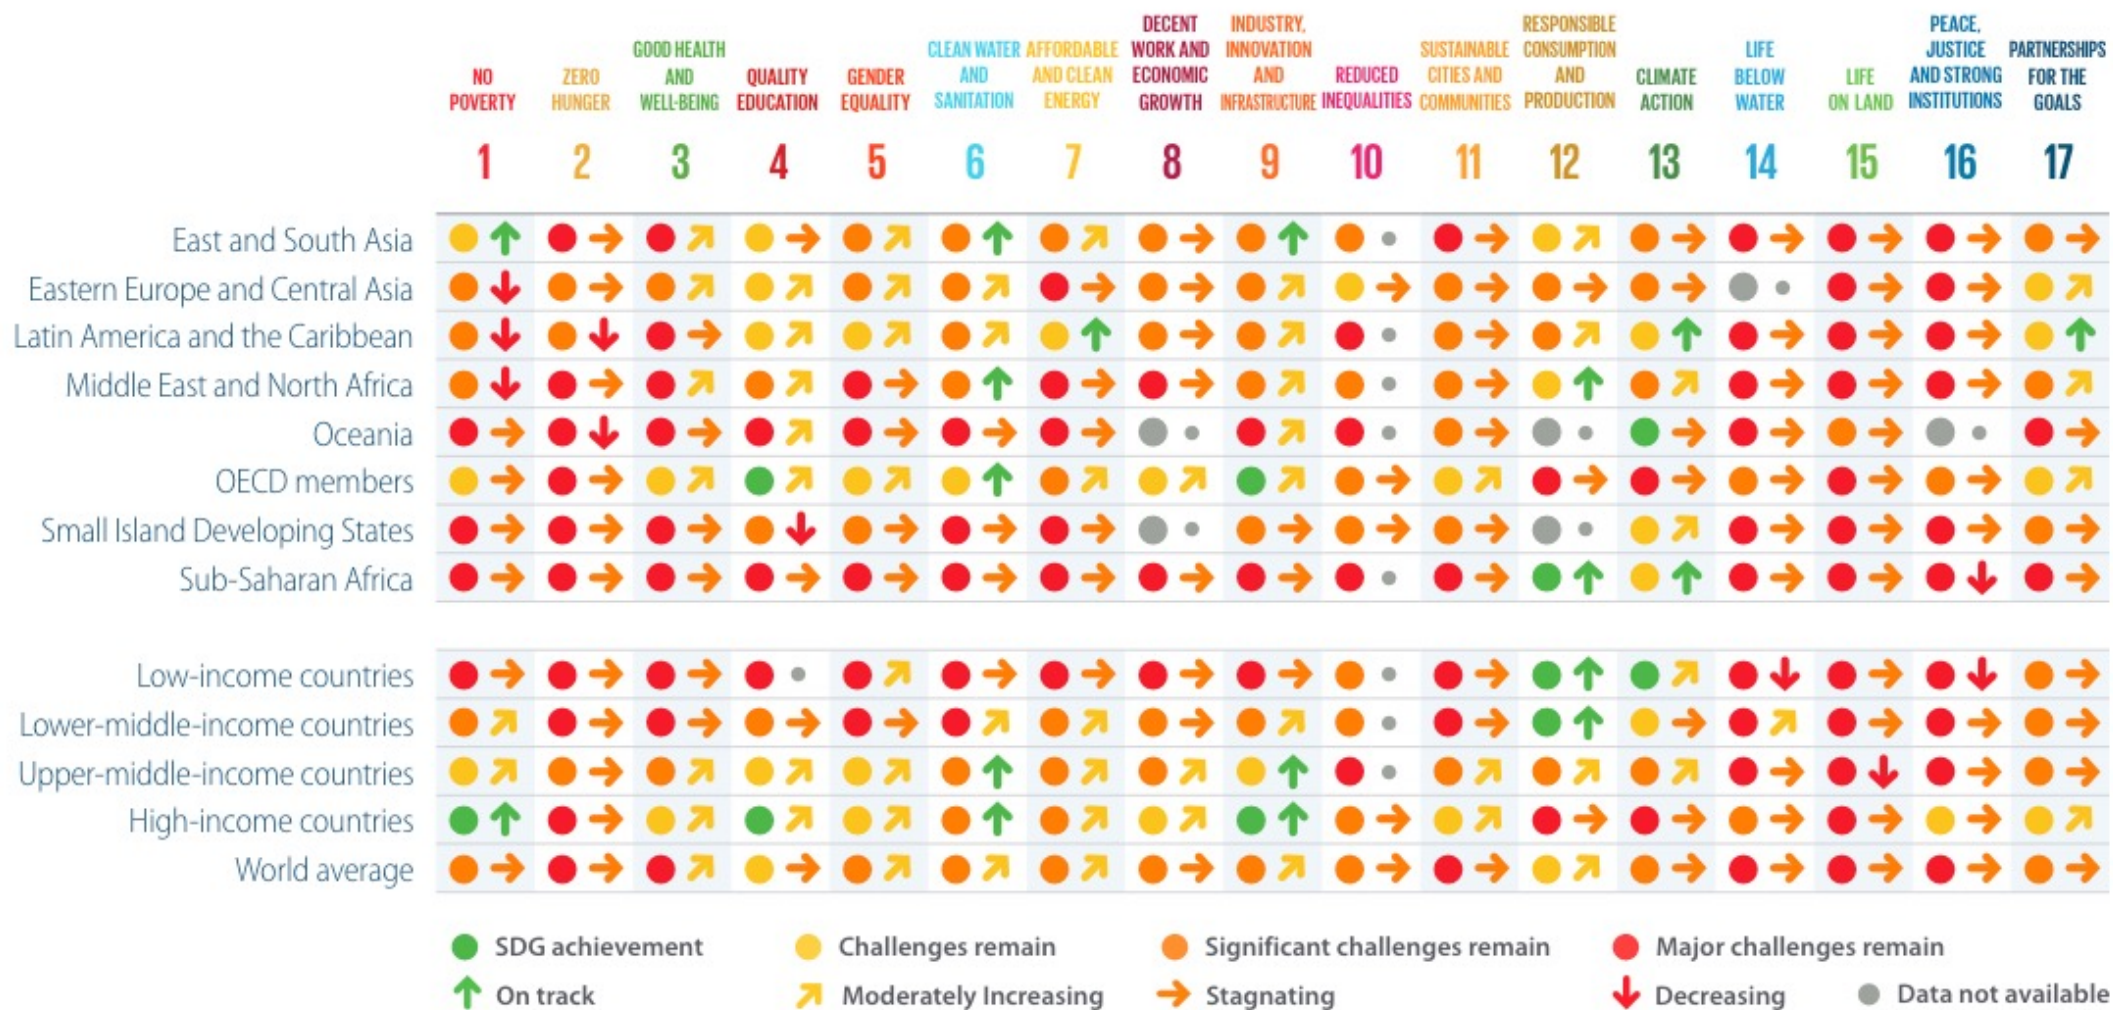 NO
POVERTY
ZERO
HUNGER
GOOD HEALTH
AND
WELL-BEING
QUALITY
EDUCATION
GENDER
EQUALITY
CLEAN WATER
AND
SANITATION
AFFORDABLE
AND CLEAN
ENERGY
DECENT
WORK AND
ECONOMIC
GROWTH
INDUSTRY,
INNOVATION
AND
INFRASTRUCTURE
REDUCED
INEQUALITIES
SUSTAINABLE
CITIES AND
COMMUNITIES
RESPONSIBLE
CONSUMPTION
AND
PRODUCTION
CLIMATE
ACTION
LIFE
BELOW
WATER
LIFE
ON LAND
PEACE,
JUSTICE
AND STRONG
INSTITUTIONS
PARTNERSHIPS
FOR THE
GOALS
1 2 3 4 5 6 7 8 9 10 11 12 13 14 15 16 17
East and South Asia
Eastern Europe and Central Asia
Latin America and the Caribbean
Middle East and North Africa
Oceania
OECD members
Small Island Developing States
Sub-Saharan Africa
Low-income countries
Lower-middle-income countries
Upper-middle-income countries
High-income countries
World average
SDG achievement Challenges remain Significant challenges remain Major challenges remain
On track Moderately Increasing Stagnating Decreasing Data not available